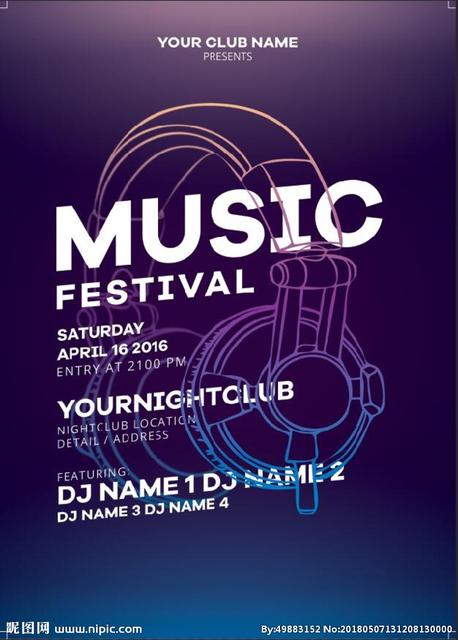 YOUR CLUB NAME
PRESENTS
MUSIC
FESTIVAL
SATURDAY
APRIL 16 2016
ENTRY AT 2100 PM
YOURNIGHTCLUB
NIGHTCLUB LOCATION
DETAIL / ADDRESS
FEATURING:
DJ NAME 1 DJ NAME 2
DJ NAME 3 DJ NAME 4
昵图网 www.nipic.com
By:49883152 No:20180507131208130000